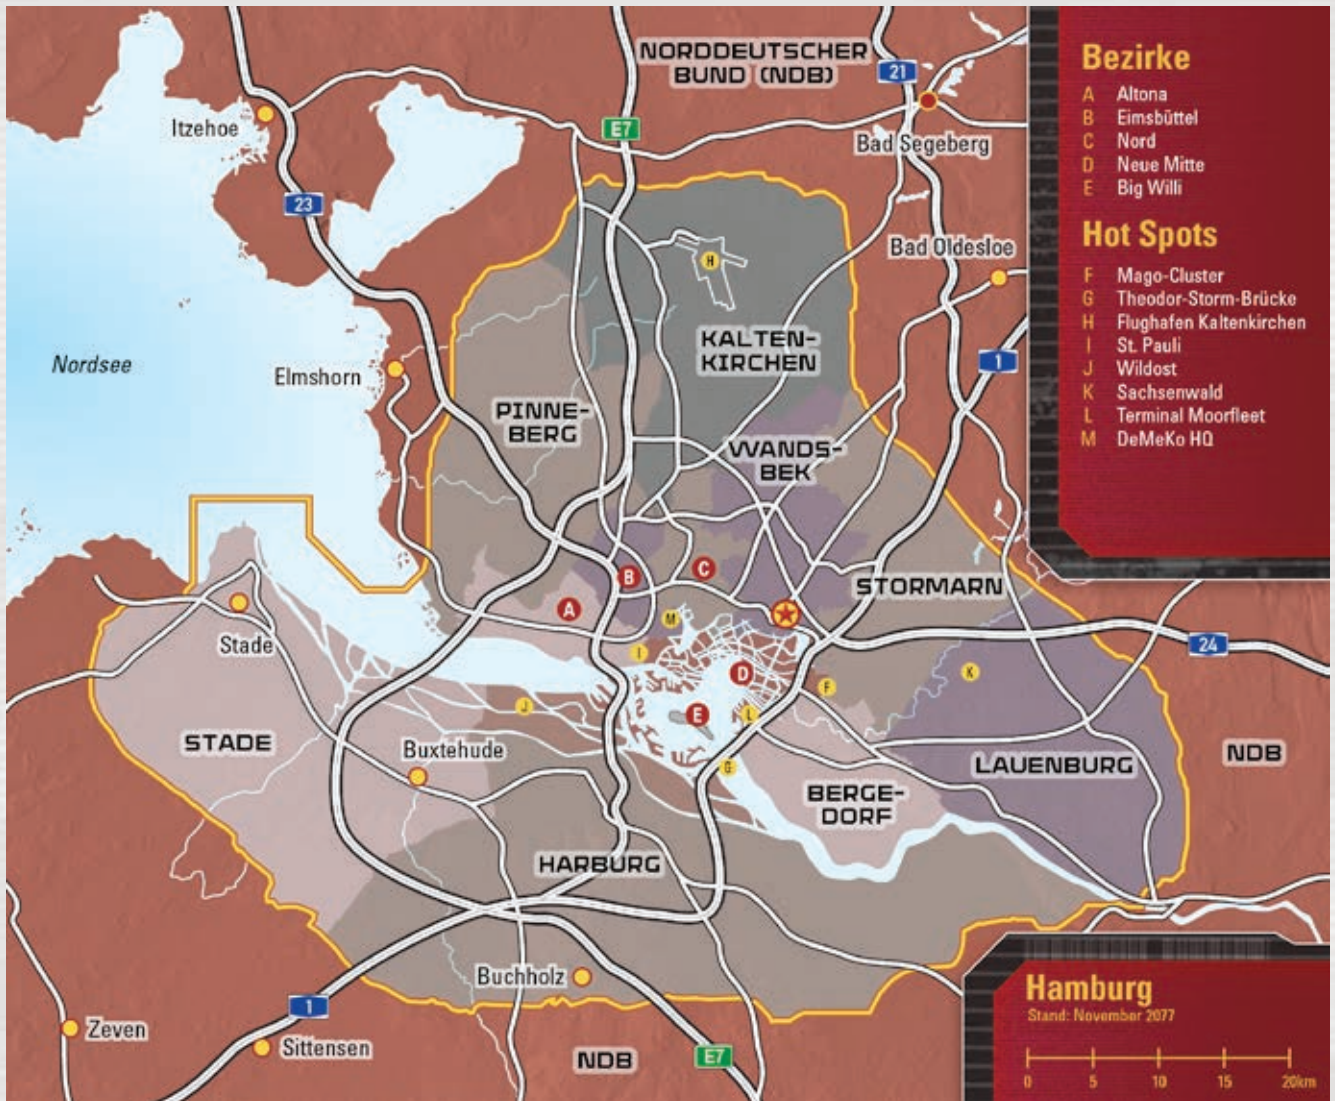 NORDDEUTSCHER
BUND (NDB)
21
Itzehoe
E7
Bad Segeberg
23
Bad Oldesloe
H
Nordsee
KALTEN-
KIRCHEN
1
Elmshorn
PINNE-
BERG
WANDS-
BEK
B
C
A
STORMARN
M
Stade
I
24
D
K
F
J
E
L
STADE
Buxtehude
G
LAUENBURG
NDB
BERGE-
DORF
HARBURG
Buchholz
1
Zeven
Sittensen
NDB
E7
Bezirke
A Altona
B Eimsbüttel
C Nord
D Neue Mitte
E Big Willi
Hot Spots
F Mago-Cluster
G Theodor-Storm-Brücke
H Flughafen Kaltenkirchen
I St. Pauli
J Wildost
K Sachsenwald
L Terminal Moorfleet
M DeMeKo HQ
Hamburg
Stand: November 2077
0 5 10 15 20km